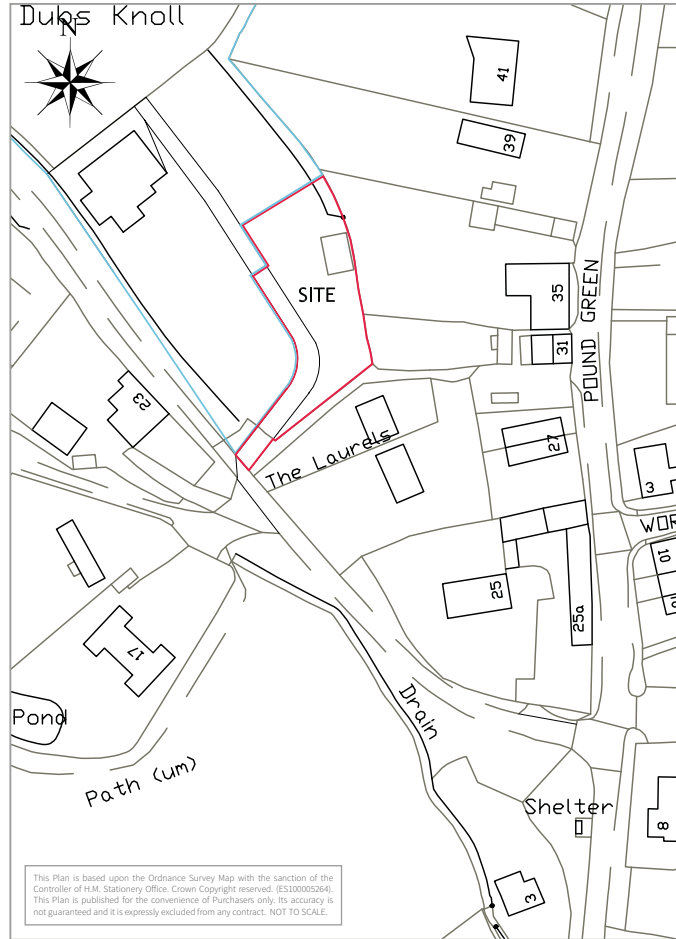 Dubs Knoll
N
41
39
SITE
35
POUND GREEN
31
23
The Laurels
27
3
WOR
10
9
25
25a
17
Pond
Drain
Path (um)
Shelter
8
3
This Plan is based upon the Ordnance Survey Map with the sanction of the
Controller of H.M. Stationery Office. Crown Copyright reserved. (ES100005264).
This Plan is published for the convenience of Purchasers only. Its accuracy is
not guaranteed and it is expressly excluded from any contract. NOT TO SCALE.